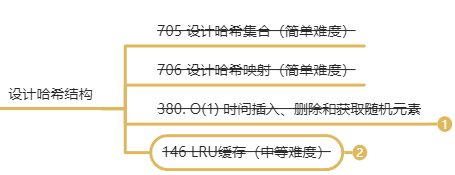 705 设计哈希集合（简单难度）
706 设计哈希映射（简单难度）
设计哈希结构
380. O(1) 时间插入、删除和获取随机元素
1
146 LRU缓存（中等难度）
2